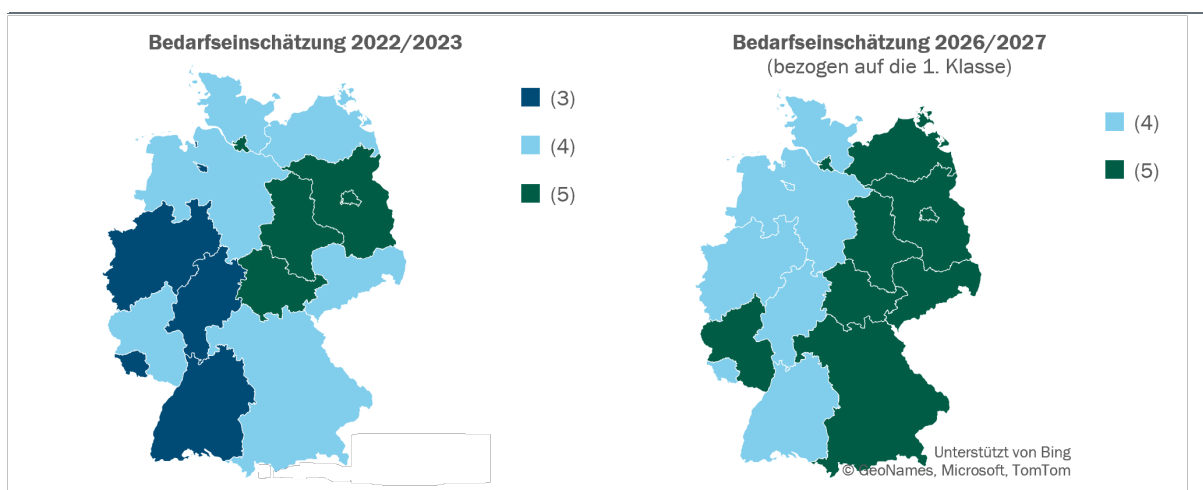 Bedarfseinschätzung 2022/2023
(3)
(4)
(5)
Bedarfseinschätzung 2026/2027
(bezogen auf die 1. Klasse)
(4)
(5)
Unterstützt von Bing
© GeoNames, Microsoft, TomTom